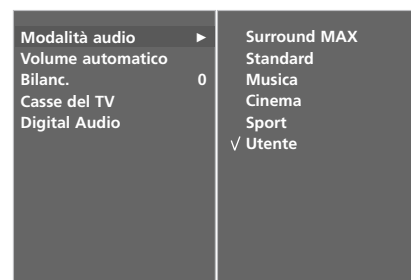 Modalità audio ►
Volume automatico
Bilanc. 0
Casse del TV
Digital Audio
Surround MAX
Standard
Musica
Cinema
Sport
√ Utente